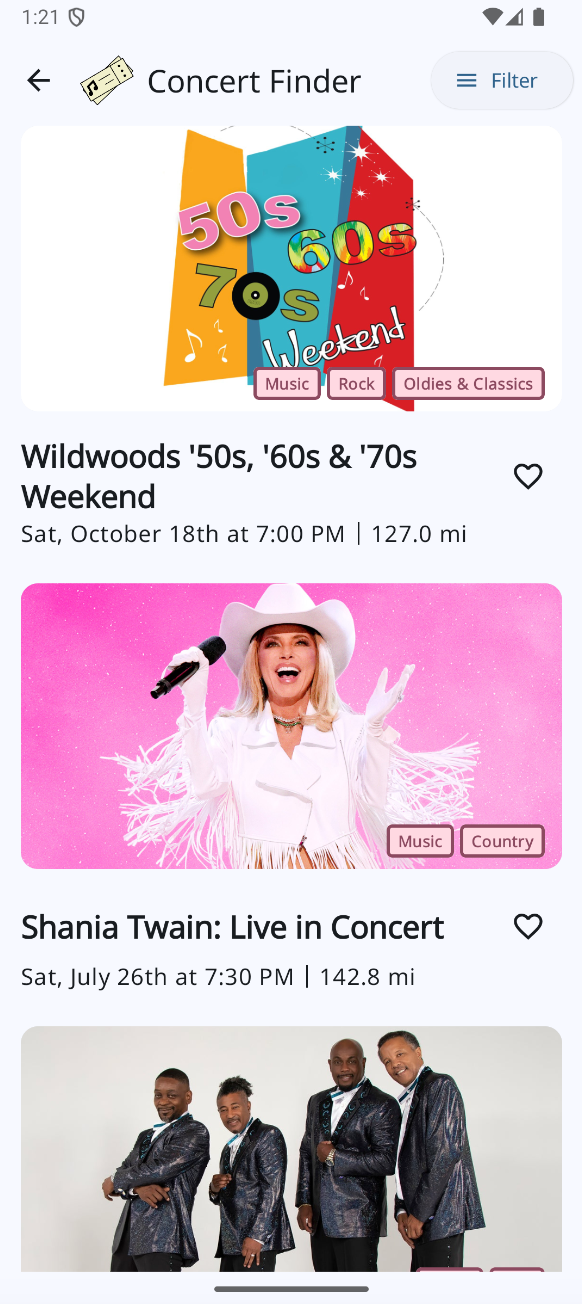 1:21
Concert Finder
Filter
50s
60s
70s
Weekend
Music Rock Oldies & Classics
Wildwoods '50s, '60s & '70s
Weekend
Sat, October 18th at 7:00 PM | 127.0 mi
Music Country
Shania Twain: Live in Concert
Sat, July 26th at 7:30 PM | 142.8 mi